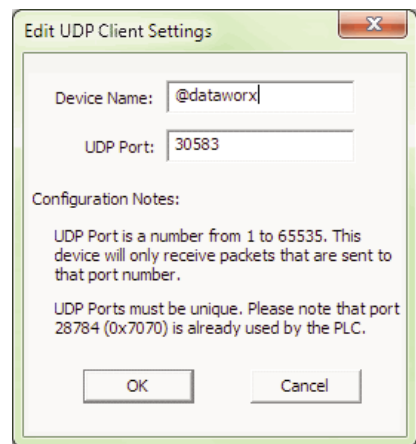 Edit UDP Client Settings
Device Name: @dataworx
UDP Port: 30583
Configuration Notes:
UDP Port is a number from 1 to 65535. This
device will only receive packets that are sent to
that port number.
UDP Ports must be unique. Please note that port
28784 (0x7070) is already used by the PLC.
OK Cancel